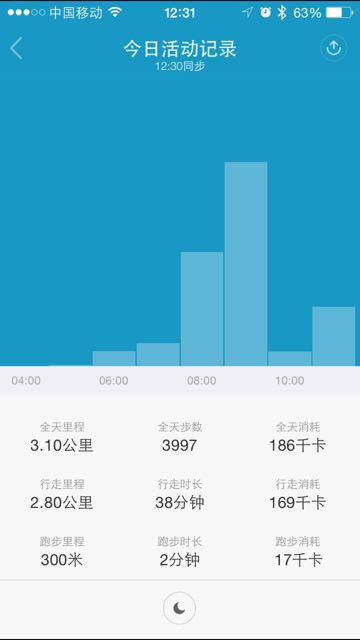 中国移动 12:31 63%
今日活动记录
12:30同步
04:00 06:00 08:00 10:00
全天里程 全天步数 全天消耗
3.10公里 3997 186千卡
行走里程 行走时长 行走消耗
2.80公里 38分钟 169千卡
跑步里程 跑步时长 跑步消耗
300米 2分钟 17千卡